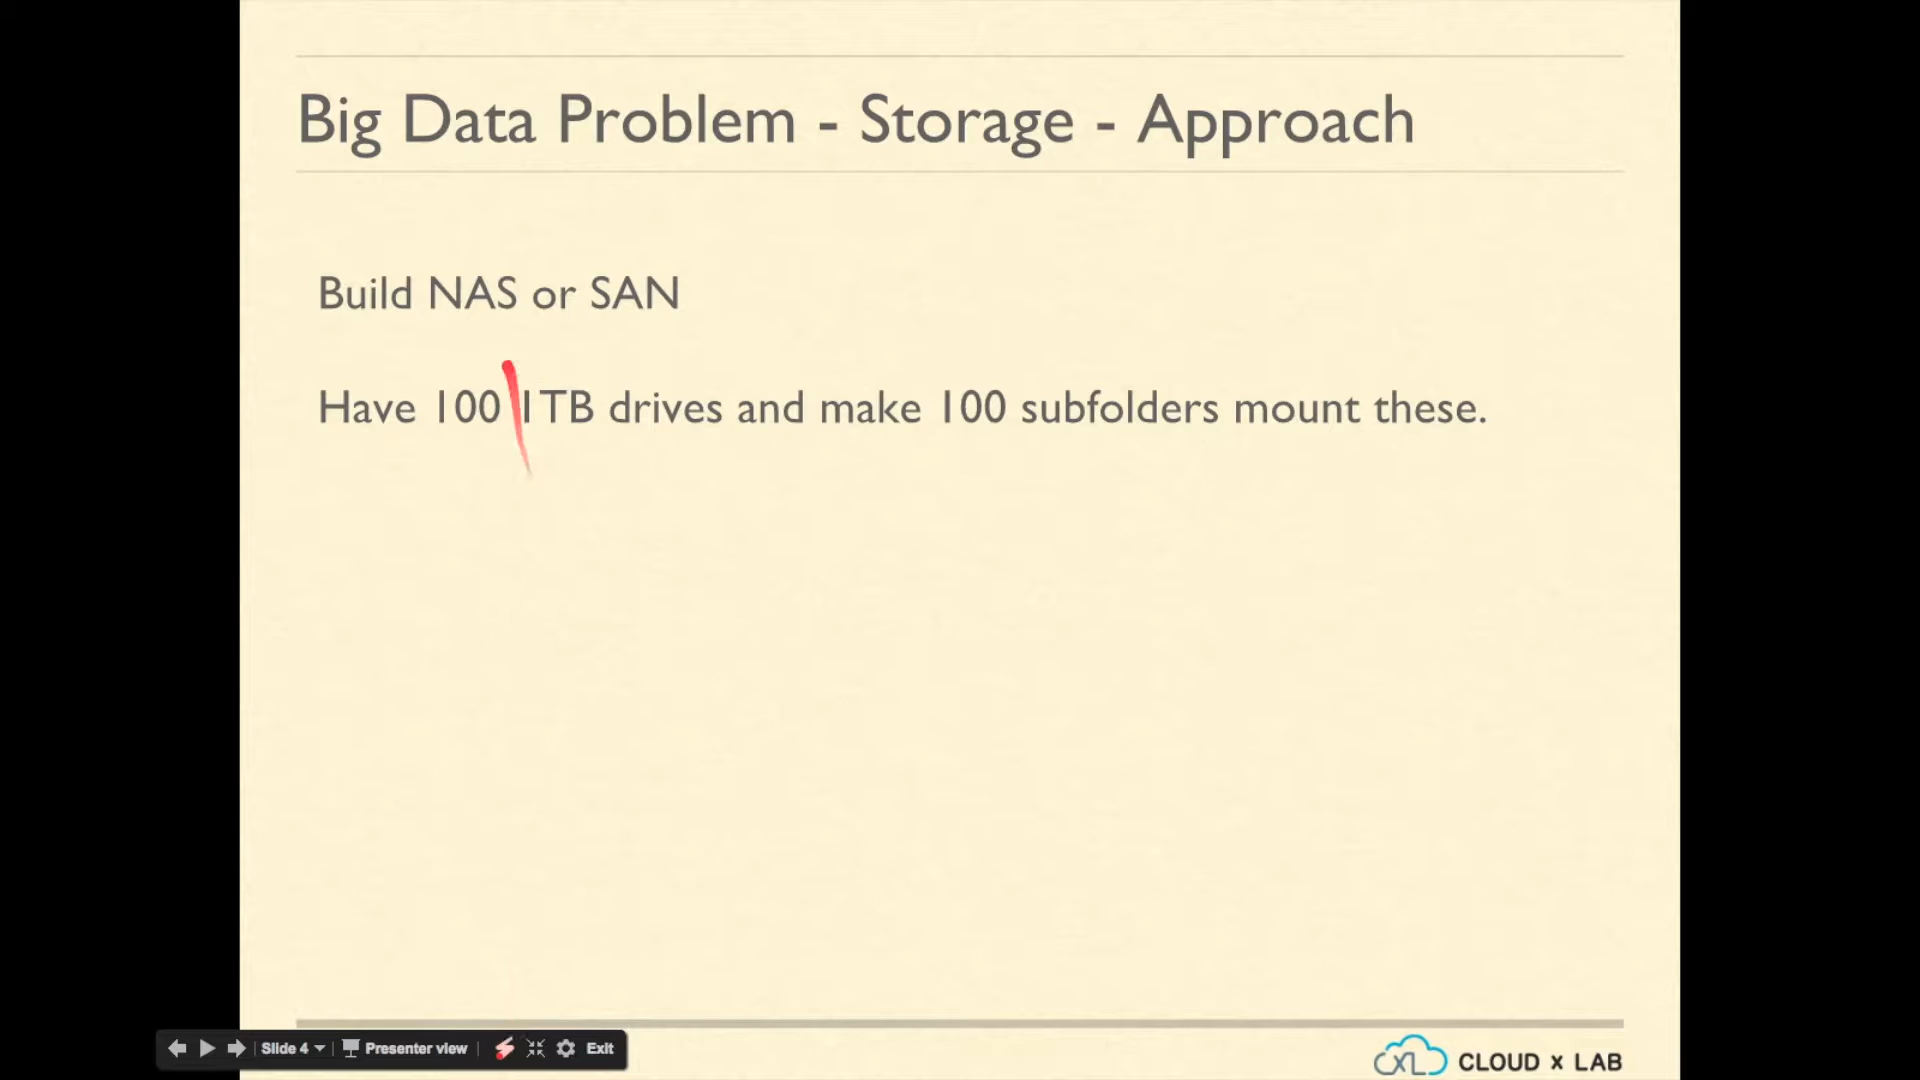 Big Data Problem - Storage - Approach
Build NAS or SAN
Have 100 1TB drives and make 100 subfolders mount these.
Slide 4 Presenter view Exit
CXL CLOUD x LAB